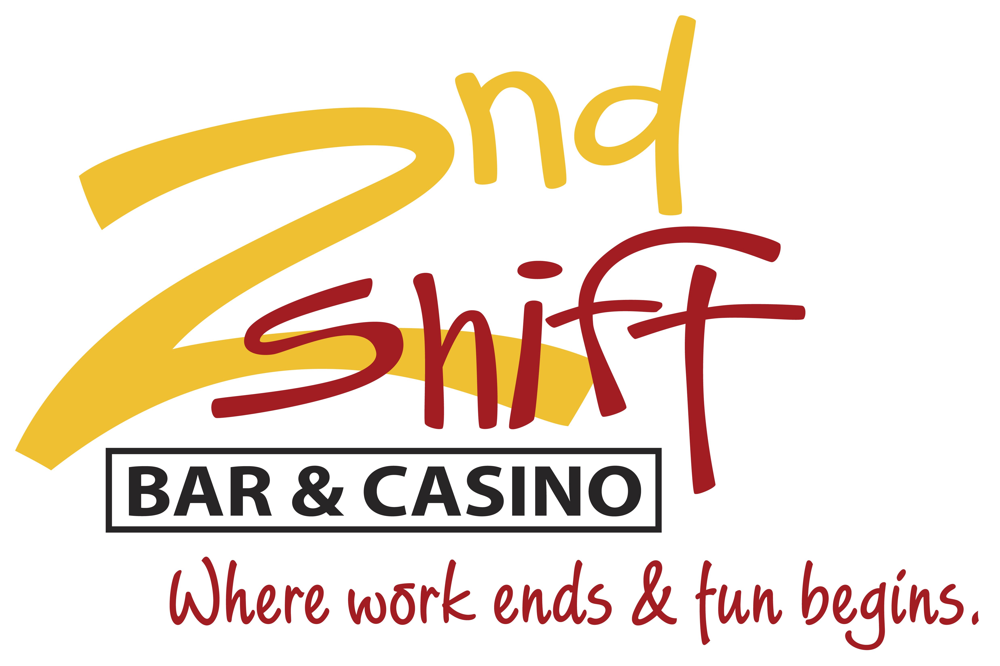 2nd
Shift
BAR & CASINO
Where work ends & fun begins.